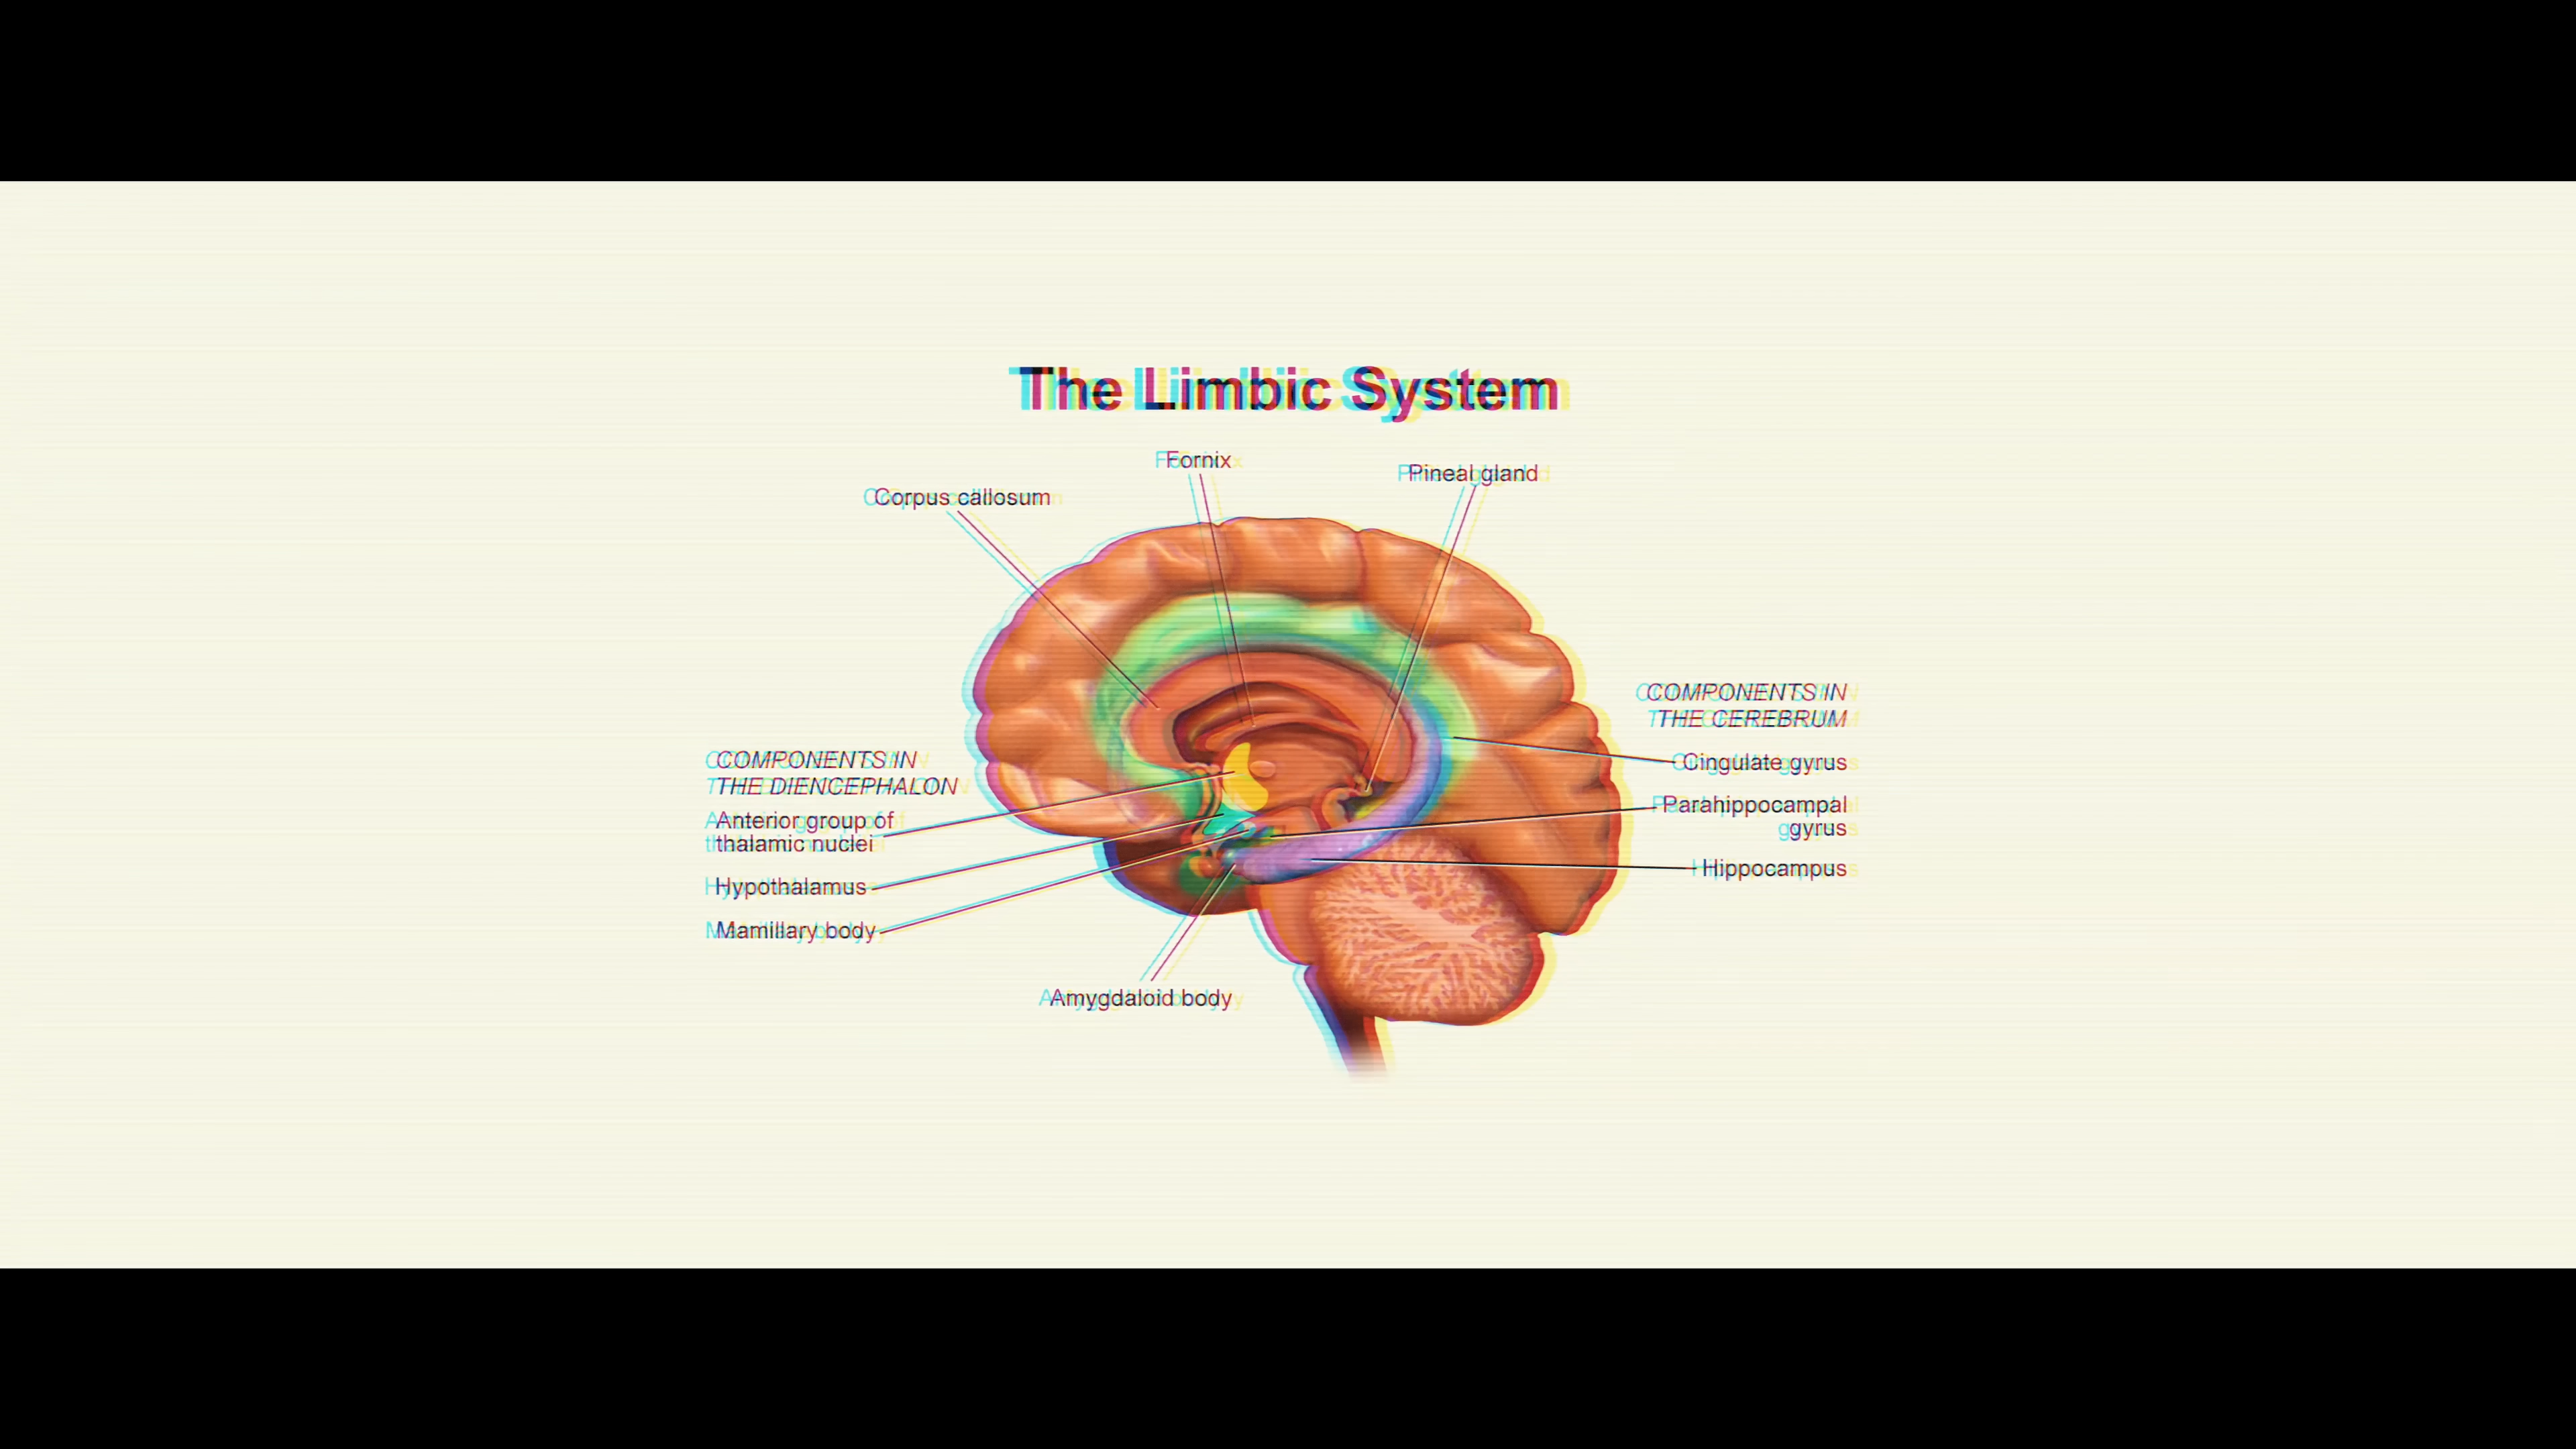 The Limbic System
Fornix
Pineal gland
Corpus callosum
COMPONENTS IN
THE CEREBRUM
Cingulate gyrus
Parahippocampal
gyrus
Hippocampus
COMPONENTS IN
THE DIENCEPHALON
Anterior group of
thalamic nuclei
Hypothalamus
Mamillary body
Amygdaloid body